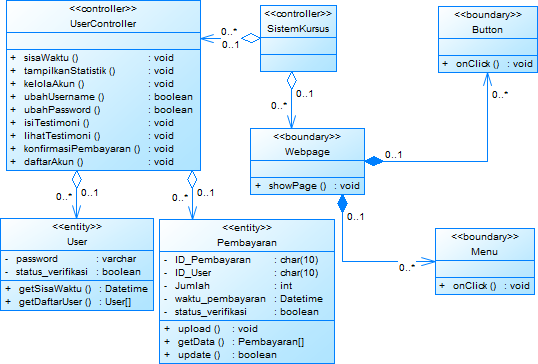 <<controller>>
UserController
+ sisaWaktu () : void
+ tampilkanStatistik () : void
+ kelolaAkun () : void
+ ubahUsername () : boolean
+ ubahPassword () : boolean
+ isiTestimoni () : void
+ lihatTestimoni () : void
+ konfirmasiPembayaran () : void
+ daftarAkun () : void
0..*
0..1
<<controller>>
SistemKursus
0..1
0..*
<<boundary>>
Button
+ onClick () : void
0..*
<<boundary>>
Webpage
+ showPage () : void
0..1
0..1
0..*
<<boundary>>
Menu
+ onClick () : void
0..1
0..*
0..1
0..*
<<entity>>
User
- password : varchar
- status_verifikasi : boolean
+ getSisaWaktu () : Datetime
+ getDaftarUser () : User[]
<<entity>>
Pembayaran
- ID_Pembayaran : char(10)
- ID_User : char(10)
- Jumlah : int
- waktu_pembayaran : Datetime
- status_verifikasi : boolean
+ upload () : void
+ getData () : Pembayaran[]
+ update () : boolean